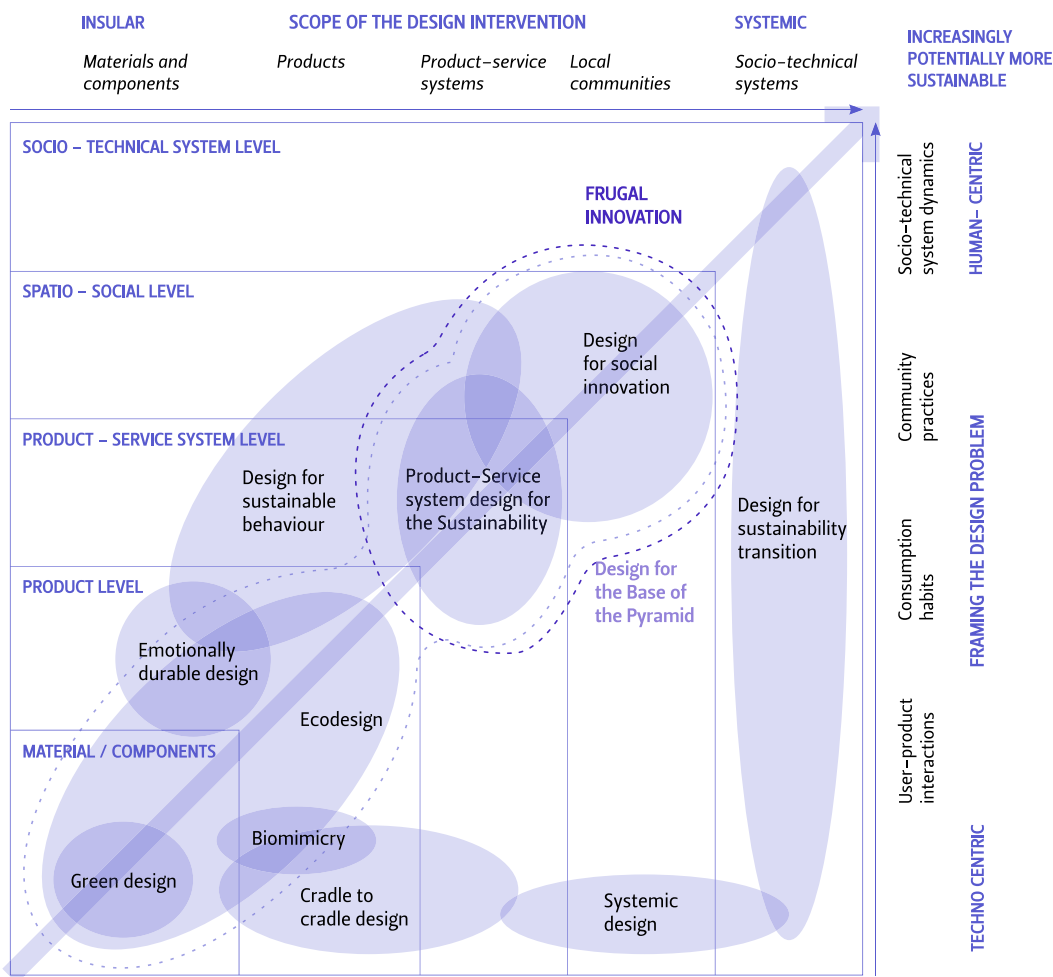 INSULAR
SCOPE OF THE DESIGN INTERVENTION
SYSTEMIC
Materials and
components
Products
Product–service
systems
Local
communities
Socio–technical
systems
INCREASINGLY
POTENTIALLY MORE
SUSTAINABLE
SOCIO – TECHNICAL SYSTEM LEVEL
FRUGAL
INNOVATION
SPATIO – SOCIAL LEVEL
Design
for social
innovation
PRODUCT – SERVICE SYSTEM LEVEL
Design for
sustainable
behaviour
Product–Service
system design for
the Sustainability
Design for
sustainability
transition
PRODUCT LEVEL
Design for
the Base of
the Pyramid
Emotionally
durable design
Ecodesign
MATERIAL / COMPONENTS
Biomimicry
Green design
Cradle to
cradle design
Systemic
design
Socio–technical
system dynamics
Community
practices
Consumption
habits
User–product
interactions
HUMAN– CENTRIC
FRAMING THE DESIGN PROBLEM
TECHNO CENTRIC